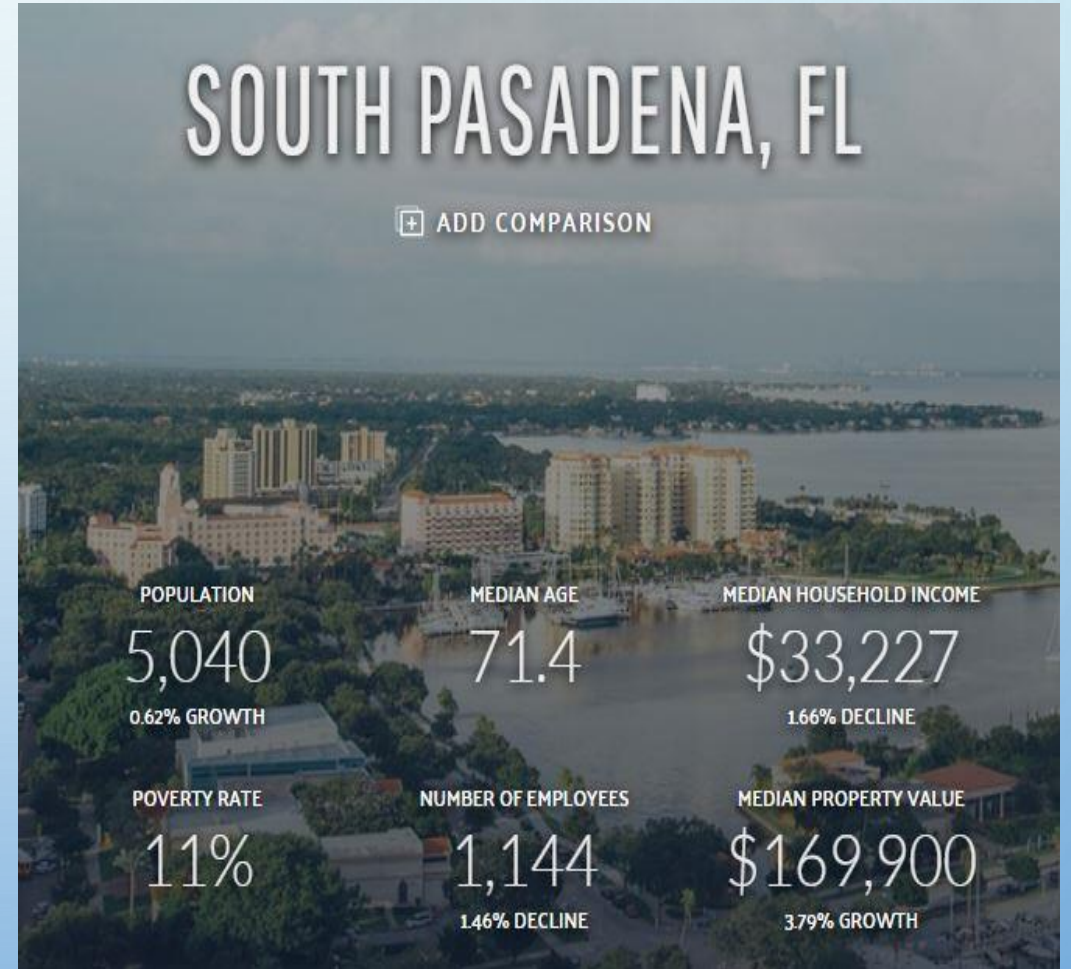 SOUTH PASADENA, FL
ADD COMPARISON
POPULATION
5,040
0.62% GROWTH
MEDIAN AGE
71.4
MEDIAN HOUSEHOLD INCOME
$33,227
1.66% DECLINE
POVERTY RATE
11%
NUMBER OF EMPLOYEES
1,144
1.46% DECLINE
MEDIAN PROPERTY VALUE
$169,900
3.79% GROWTH